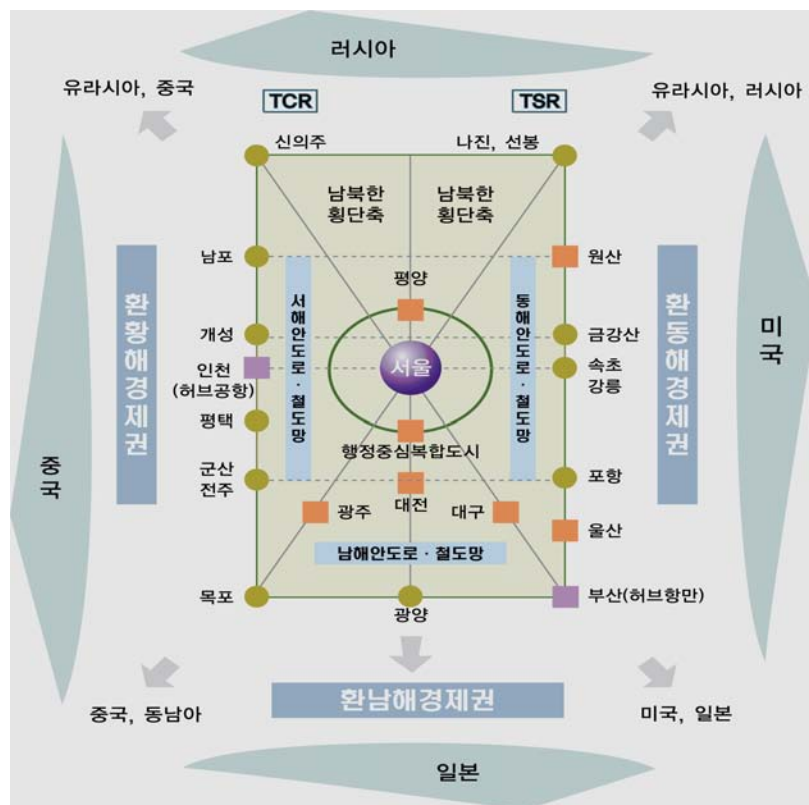 러시아
유라시아, 중국
유라시아, 러시아
TCR
TSR
신의주
나진, 선봉
남북한
횡단축
남북한
횡단축
남포
원산
평양
환황해경제권
서해안도로·철도망
동해안도로·철도망
환동해경제권
미국
중국
개성
금강산
인천
(허브공항)
서울
속초
강릉
평택
행정중심복합도시
군산
전주
대전
포항
광주
대구
울산
남해안도로·철도망
목포
광양
부산(허브항만)
환남해경제권
중국, 동남아
미국, 일본
일본